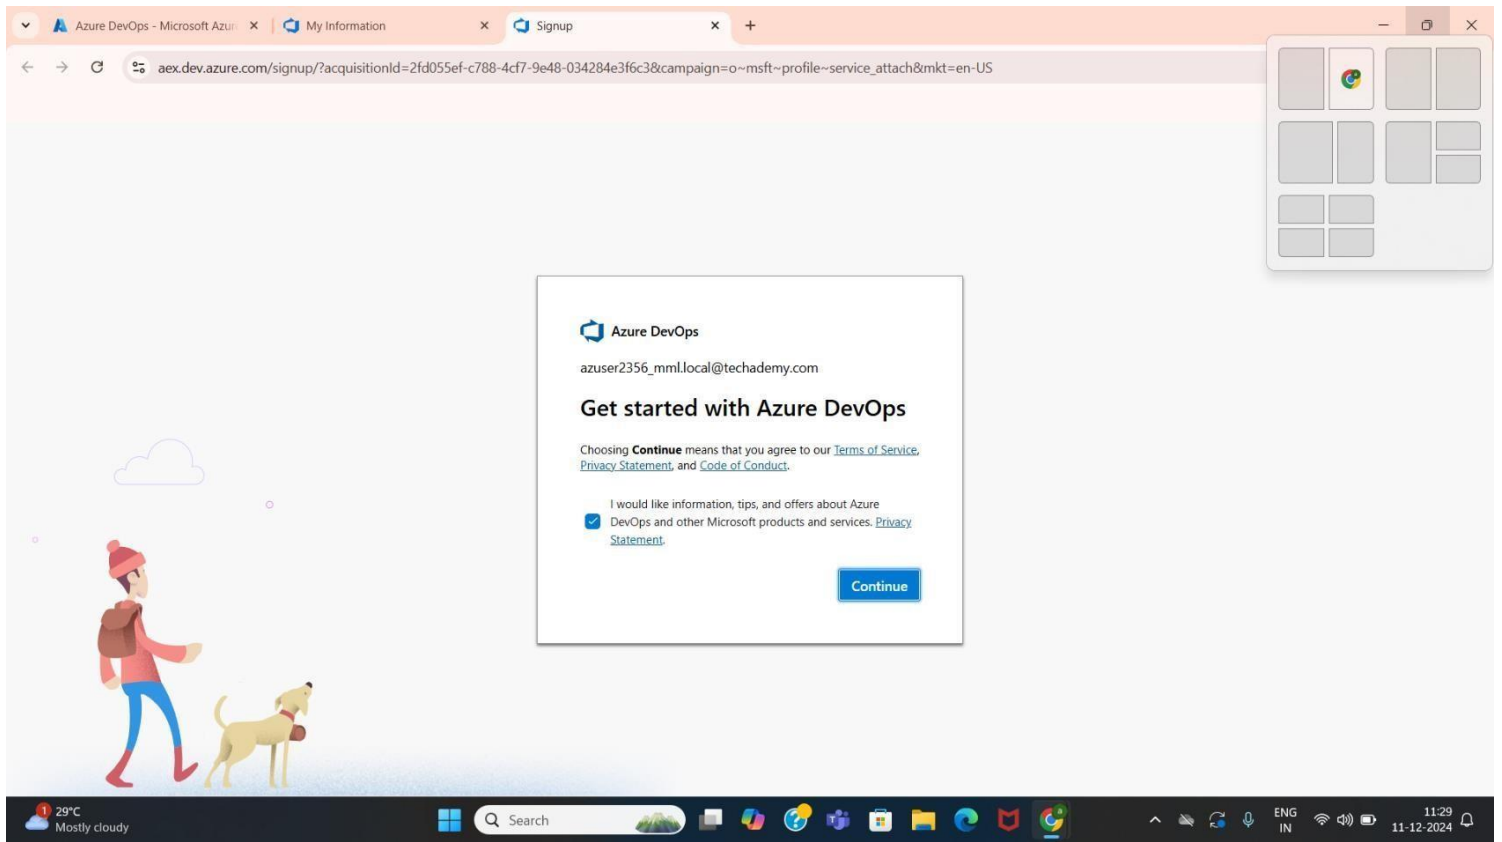 Azure DevOps - Microsoft Azur
My Information
Signup
aex.dev.azure.com/signup/?acquisitionId=2fd055ef-c788-4cf7-9e48-034284e3f6c3&campaign=o~msft~profile~service_attach&mkt=en-US
Azure DevOps
azuser2356_mml.local@techademy.com
Get started with Azure DevOps
Choosing Continue means that you agree to our Terms of Service,
Privacy Statement, and Code of Conduct.
I would like information, tips, and offers about Azure
DevOps and other Microsoft products and services. Privacy
Statement.
Continue
1
29°C
Mostly cloudy
Search
ENG
IN
11:29
11-12-2024